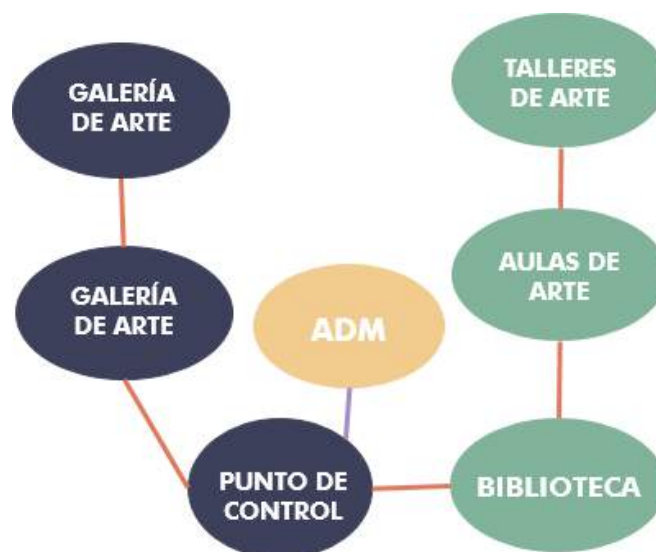 GALERÍA
DE ARTE
TALLERES
DE ARTE
GALERÍA
DE ARTE
ADM
AULAS DE
ARTE
PUNTO DE
CONTROL
BIBLIOTECA